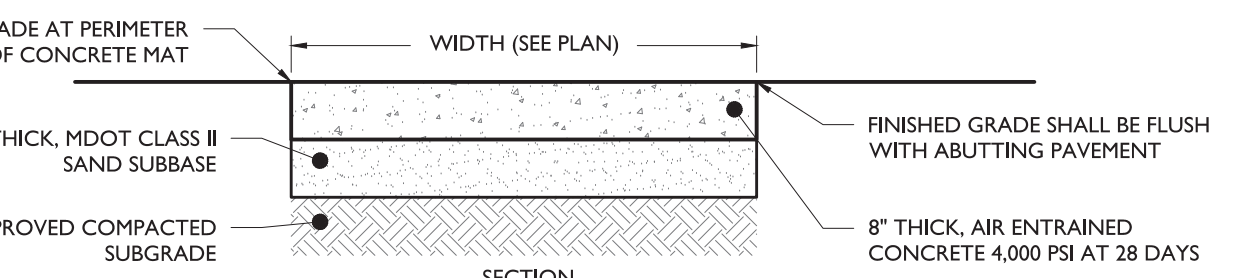 ADE AT PERIMETER
OF CONCRETE MAT
WIDTH (SEE PLAN)
THICK, MDOT CLASS II
SAND SUBBASE
FINISHED GRADE SHALL BE FLUSH
WITH ABUTTING PAVEMENT
PROVED COMPACTED
SUBGRADE
8" THICK, AIR ENTRAINED
CONCRETE 4,000 PSI AT 28 DAYS
SECTION